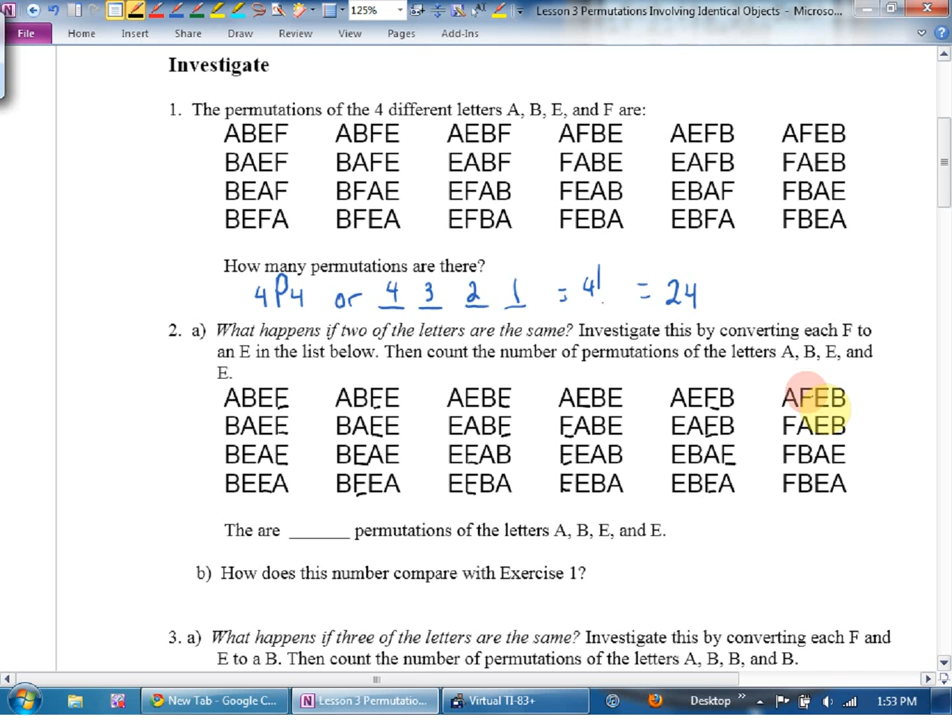 125%
Lesson 3 Permutations Involving Identical Objects - Microso...
File Home Insert Share Draw Review View Pages Add-Ins
Investigate
1. The permutations of the 4 different letters A, B, E, and F are:
ABEF ABFE AEBF AFBE AEFB AFEB
BAEF BAFE EABF FABE EAFB FAEB
BEAF BFAE EFAB FEAB EBAF FBAE
BEFA BFEA EFBA FEBA EBFA FBEA
How many permutations are there?
4P4 or 4 3 2 1 = 4! = 24
2. a) What happens if two of the letters are the same? Investigate this by converting each F to
an E in the list below. Then count the number of permutations of the letters A, B, E, and
E.
ABEE ABEE AEBE AEBE AEEB AFEB
BAEE BAEE EABE EABE EAEB FAEB
BEAE BEAE EEAB EEAB EBAE FBAE
BEEA BEEA EEBA EEBA EBEA FBEA
The are ______ permutations of the letters A, B, E, and E.
b) How does this number compare with Exercise 1?
3. a) What happens if three of the letters are the same? Investigate this by converting each F and
E to a B. Then count the number of permutations of the letters A, B, B, and B.
New Tab - Google C... Lesson 3 Permutatio... Virtual TI-83+ Desktop 1:53 PM